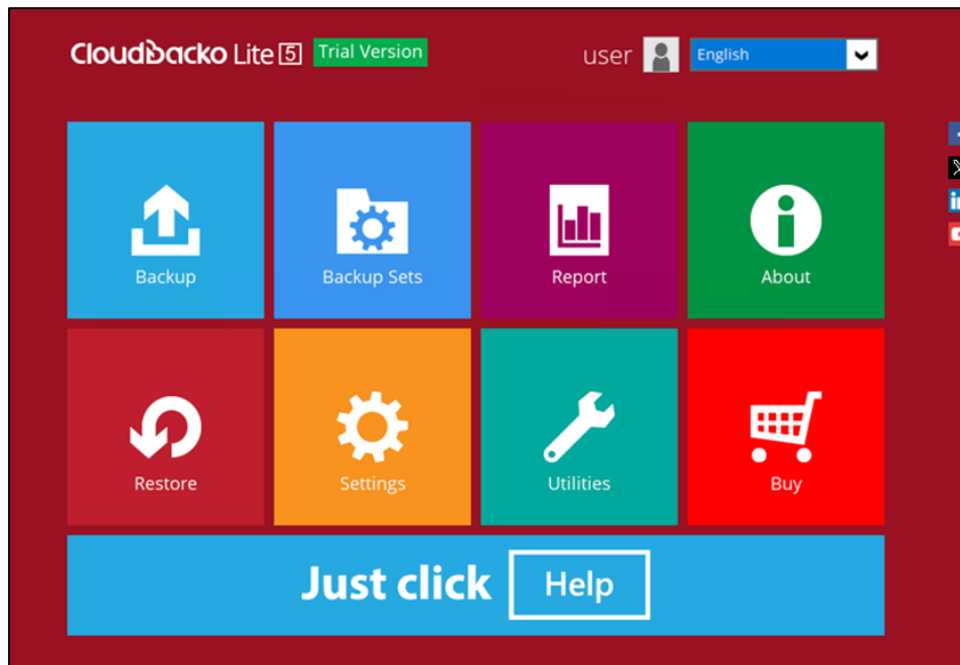 CloudBacko Lite 5 Trial Version
user English
Backup
Backup Sets
Report
About
Restore
Settings
Utilities
Buy
Just click Help